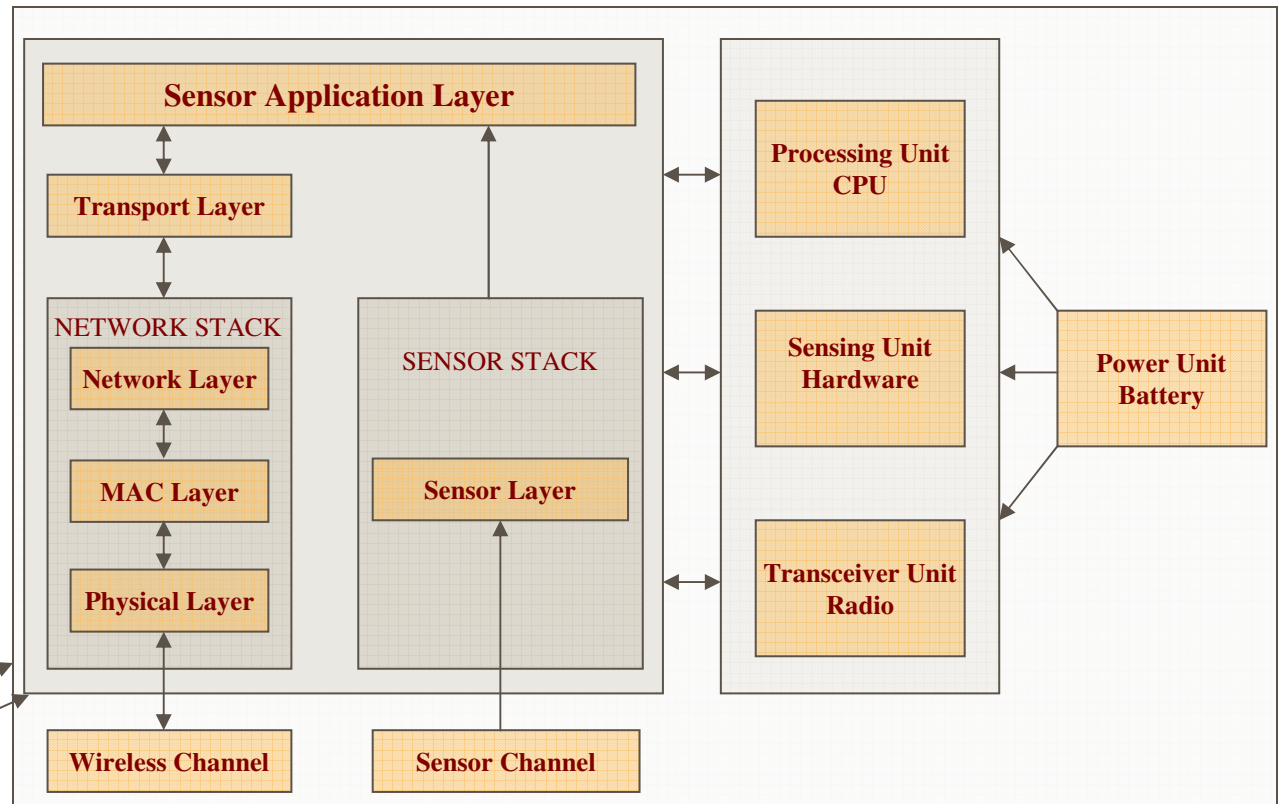 Sensor Application Layer
Transport Layer
NETWORK STACK
Network Layer
MAC Layer
Physical Layer
Wireless Channel
SENSOR STACK
Sensor Layer
Sensor Channel
Processing Unit
CPU
Sensing Unit
Hardware
Transceiver Unit
Radio
Power Unit
Battery